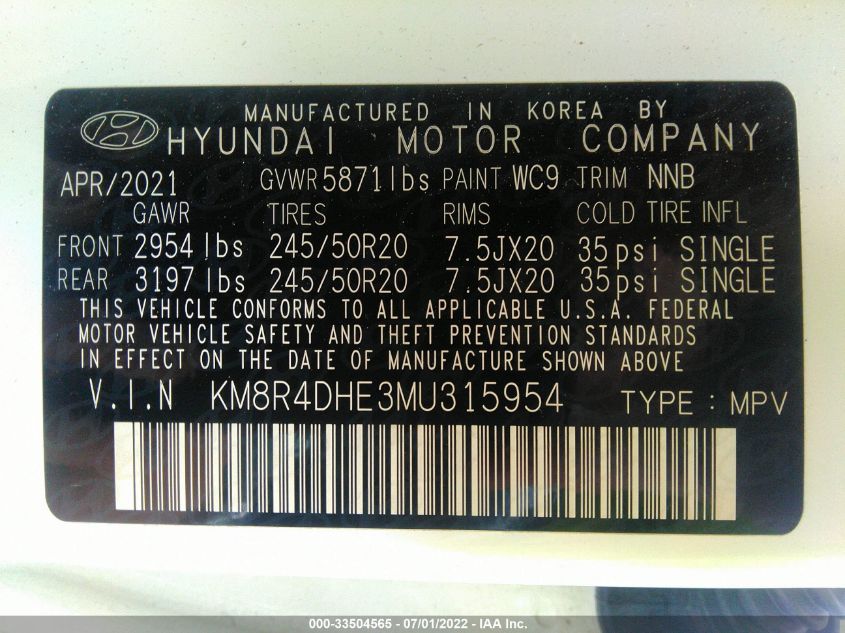 MANUFACTURED IN KOREA BY
HYUNDAI MOTOR COMPANY
APR/2021 GVWR 5871lbs PAINT WC9 TRIM NNB
GAWR TIRES RIMS COLD TIRE INFL
FRONT 2954 lbs 245/50R20 7.5JX20 35psi SINGLE
REAR 3197 lbs 245/50R20 7.5JX20 35psi SINGLE
THIS VEHICLE CONFORMS TO ALL APPLICABLE U.S.A. FEDERAL
MOTOR VEHICLE SAFETY AND THEFT PREVENTION STANDARDS
IN EFFECT ON THE DATE OF MANUFACTURE SHOWN ABOVE
V.I.N KM8R4DHE3MU315954 TYPE : MPV
000-33504565 - 07/01/2022 - IAA Inc.